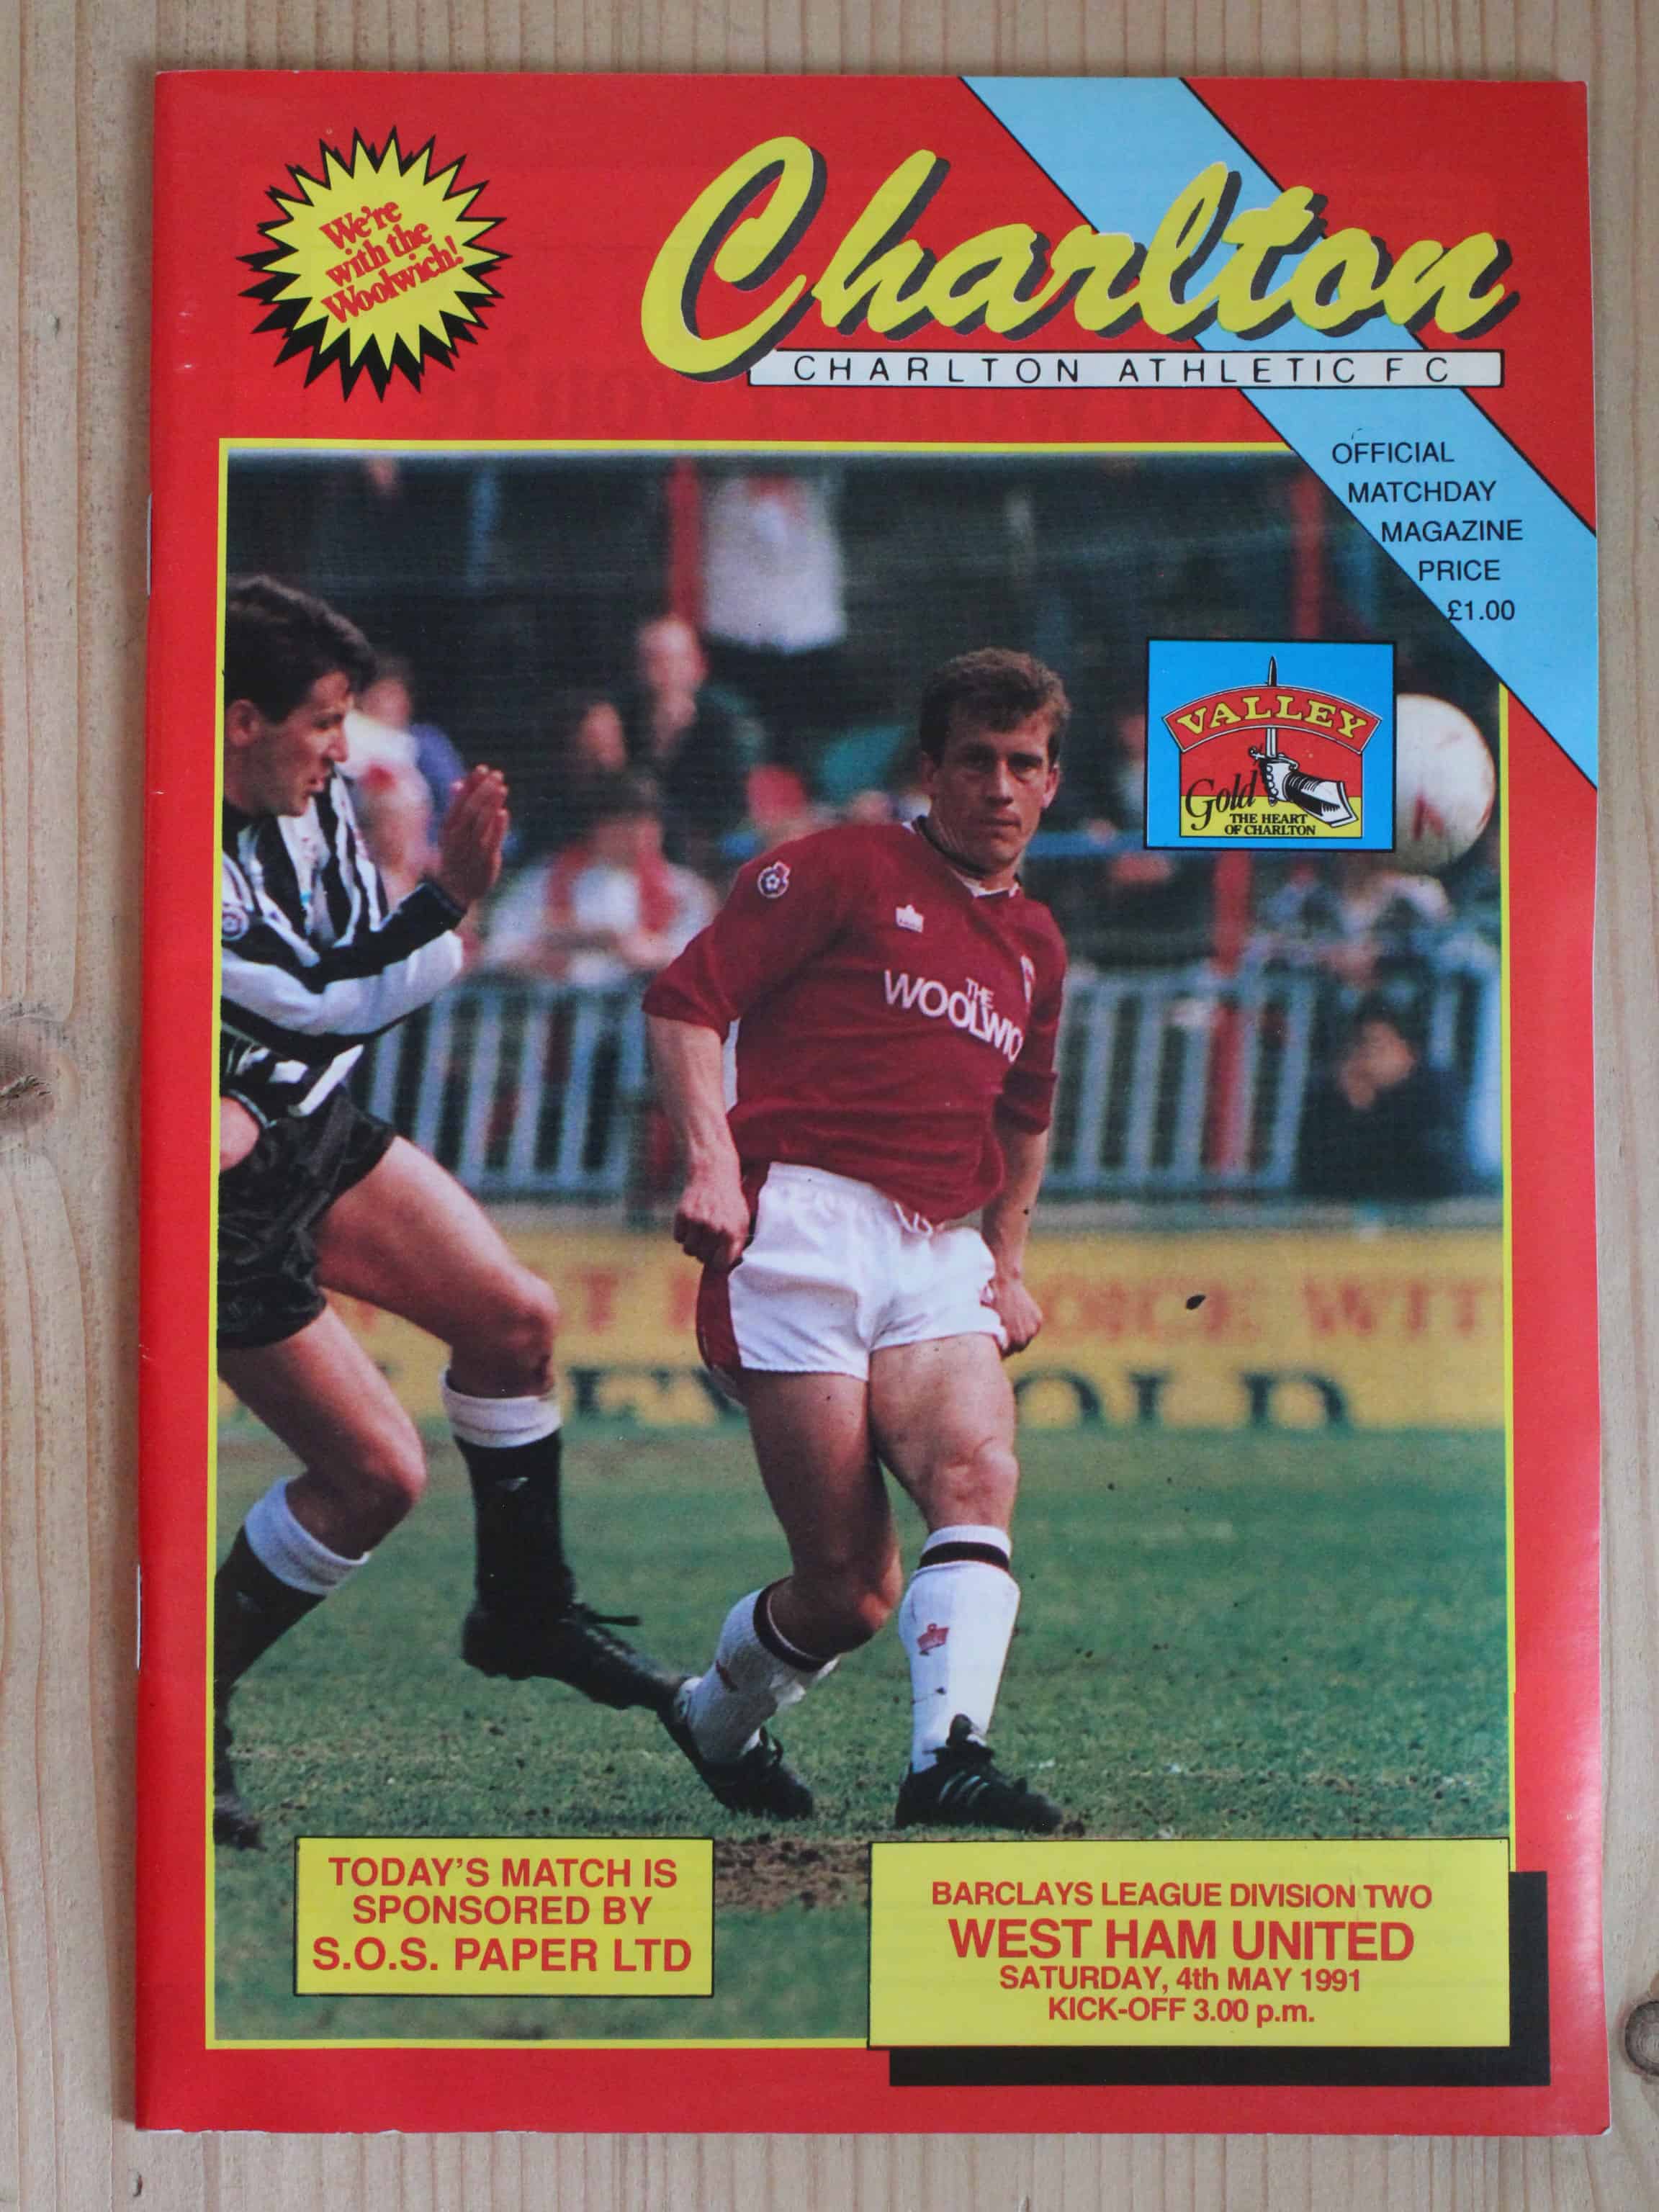 We're
with the
Woolwich!
Charlton
CHARLTON ATHLETIC FC
OFFICIAL
MATCHDAY
MAGAZINE
PRICE
£1.00
VALLEY
Gold
THE HEART
OF CHARLTON
THE
WOOLWIC
TODAY'S MATCH IS
SPONSORED BY
S.O.S. PAPER LTD
BARCLAYS LEAGUE DIVISION TWO
WEST HAM UNITED
SATURDAY, 4th MAY 1991
KICK-OFF 3.00 p.m.